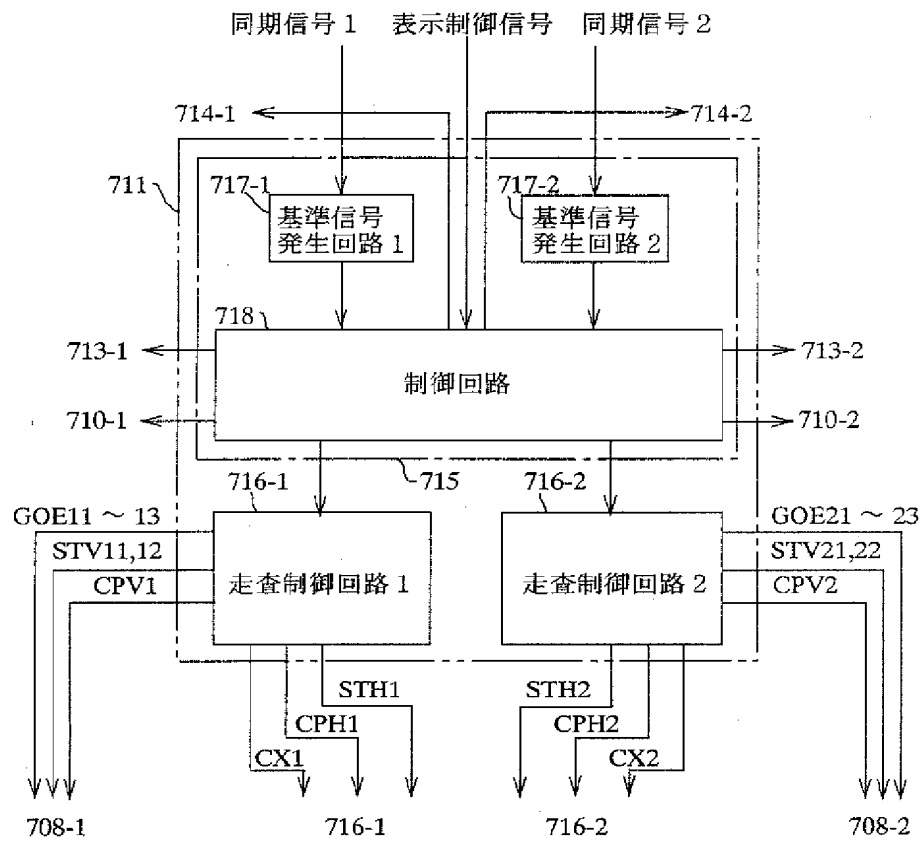 同期信号1 表示制御信号 同期信号2
714-1 714-2
711 717-1 717-2
基準信号
発生回路1
基準信号
発生回路2
718
713-1 713-2
制御回路
710-1 710-2
716-1 715 716-2
GOE11 ～ 13 GOE21 ～ 23
STV11,12 STV21,22
CPV1 走査制御回路1 走査制御回路2 CPV2
STH1 STH2
CPH1 CPH2
CX1 CX2
708-1 716-1 716-2 708-2